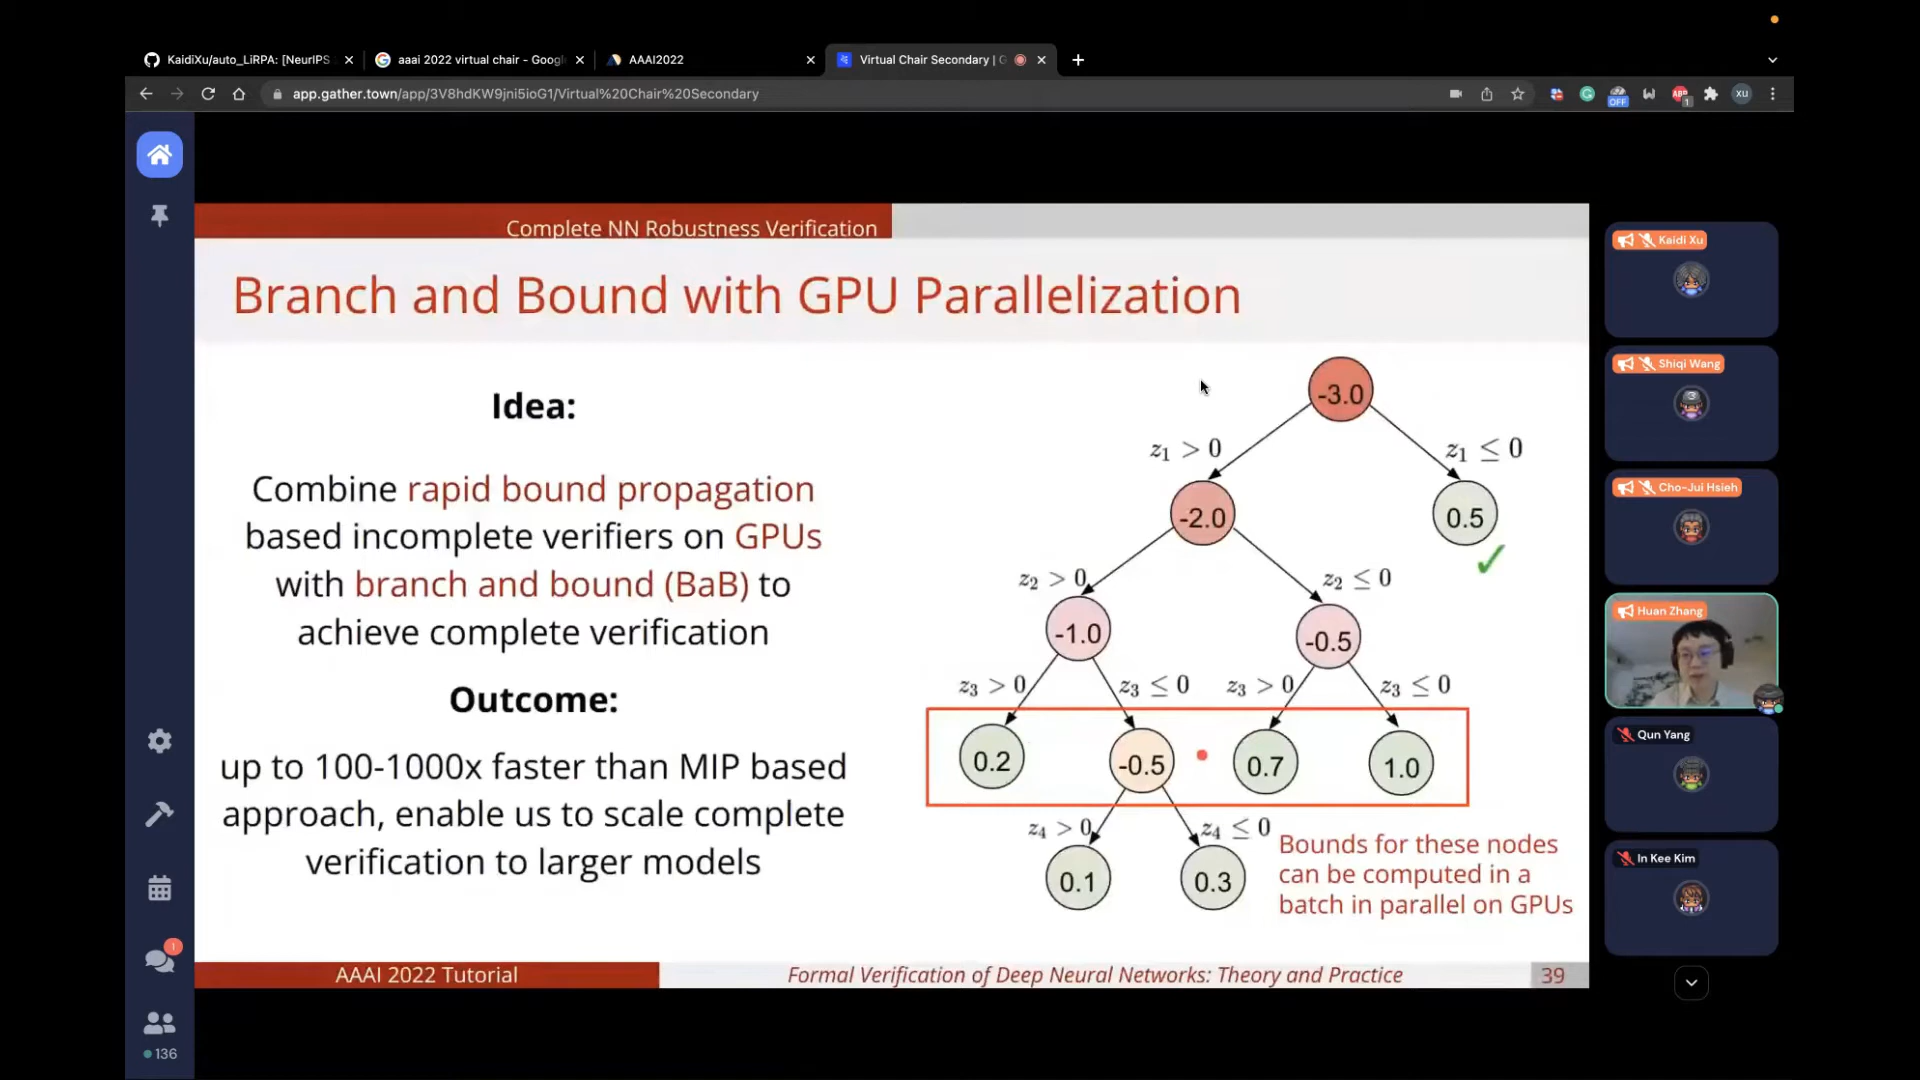 KaidiXu/auto_LiRPA: [NeurIPS
aaai 2022 virtual chair - Google
AAAI2022
Virtual Chair Secondary | G
app.gather.town/app/3V8hdKW9jni5ioG1/Virtual%20Chair%20Secondary
OFF
ABP
1
XU
Complete NN Robustness Verification
Branch and Bound with GPU Parallelization
Idea:
Combine rapid bound propagation
based incomplete verifiers on GPUs
with branch and bound (BaB) to
achieve complete verification
Outcome:
up to 100-1000x faster than MIP based
approach, enable us to scale complete
verification to larger models
-3.0
z₁ > 0
z₁ ≤ 0
-2.0
0.5
✓
z₂ > 0
z₂ ≤ 0
-1.0
-0.5
z₃ > 0
z₃ ≤ 0
z₃ > 0
z₃ ≤ 0
0.2
-0.5
0.7
1.0
z₄ > 0
z₄ ≤ 0
0.1
0.3
Bounds for these nodes
can be computed in a
batch in parallel on GPUs
AAAI 2022 Tutorial
Formal Verification of Deep Neural Networks: Theory and Practice
39
Kaidi Xu
Shiqi Wang
3
Cho-Jui Hsieh
Huan Zhang
Qun Yang
In Kee Kim
1
136